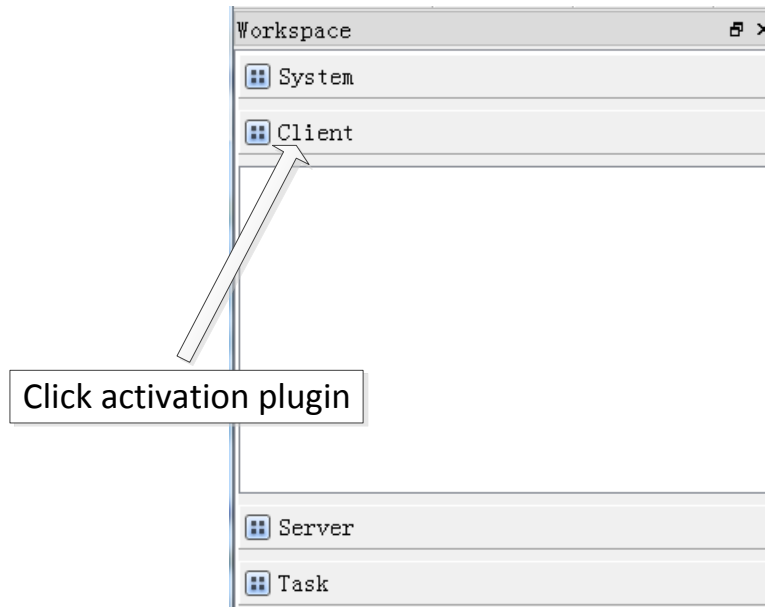 Workspace
System
Client
Click activation plugin
Server
Task